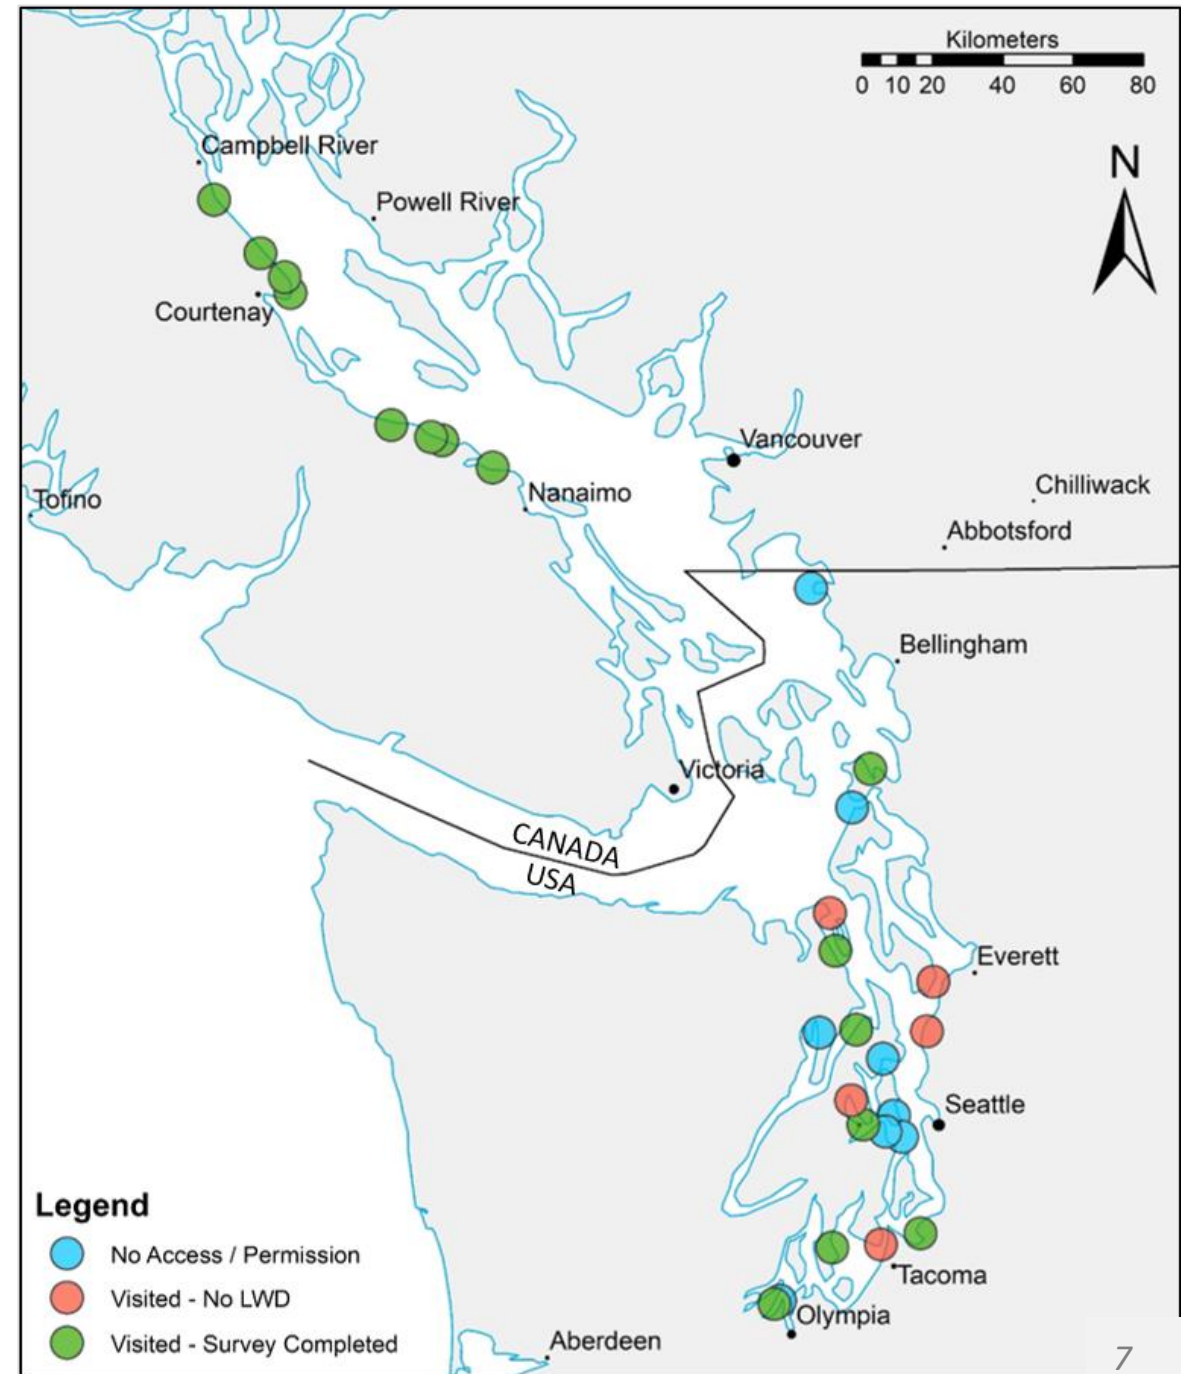 Kilometers
0 10 20 40 60 80
N
Campbell River
Powell River
Courtenay
Vancouver
Chilliwack
Nanaimo
Tofino
Abbotsford
Bellingham
Victoria
CANADA
USA
Everett
Seattle
Tacoma
Olympia
Aberdeen
Legend
No Access / Permission
Visited - No LWD
Visited - Survey Completed
7